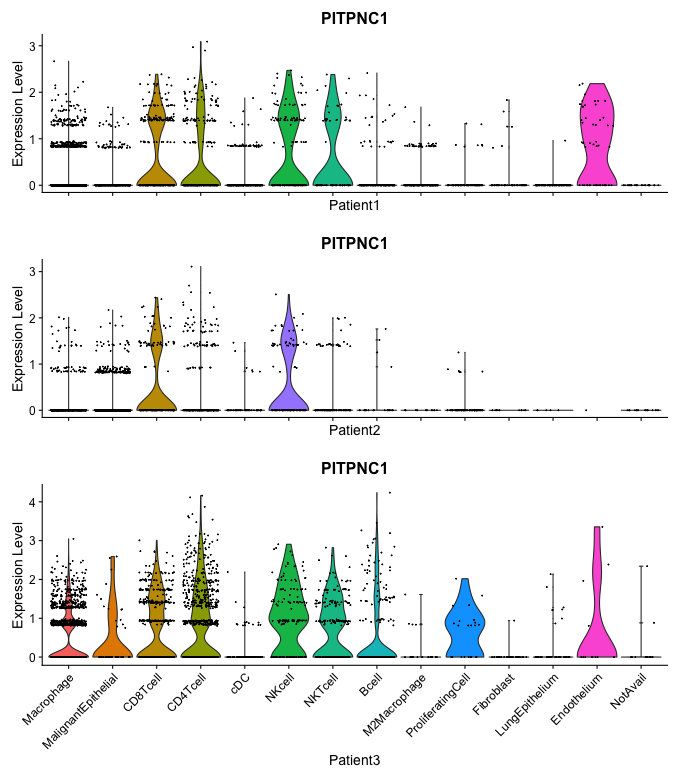 PITPNC1
Expression Level
3
2
1
0
Patient1
PITPNC1
Expression Level
3
2
1
0
Patient2
PITPNC1
Expression Level
4
3
2
1
0
Macrophage
MalignantEpithelial
CD8Tcell
CD4Tcell
cDC
NKcell
NKTcell
Bcell
M2Macrophage
ProliferatingCell
Fibroblast
LungEpithelium
Endothelium
NotAvail
Patient3